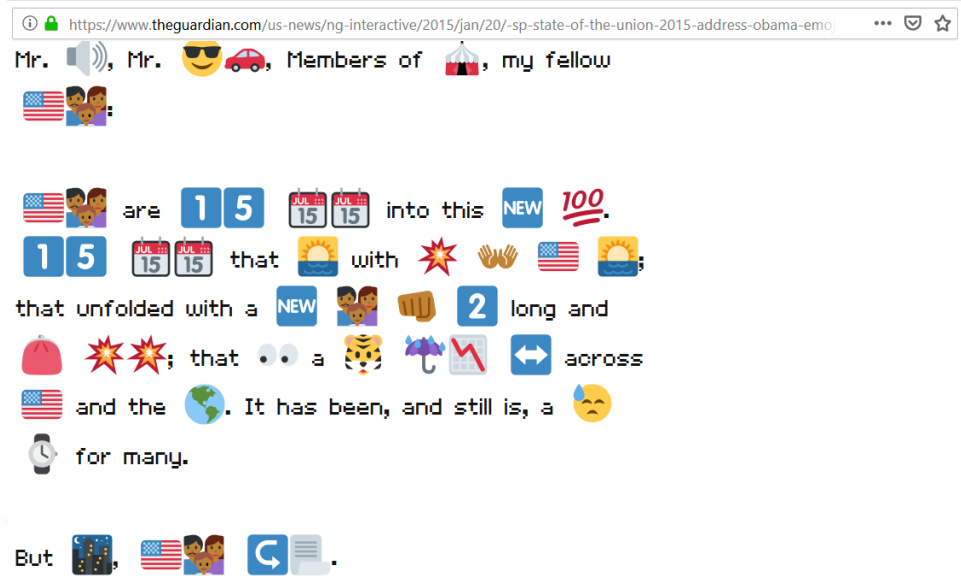 https://www.theguardian.com/us-news/ng-interactive/2015/jan/20/-sp-state-of-the-union-2015-address-obama-emoj
Mr. 🔊, Mr. 😎🚗, Members of 🎪, my fellow
🇺🇸👪:
🇺🇸👪 are 1️⃣5️⃣ 📅📅 into this 🆕 💯.
1️⃣5️⃣ 📅📅 that 🌅 with 💥 👐🏾 🇺🇸 🌅;
that unfolded with a 🆕 👪 👊🏾 2️⃣ long and
👛 💥💥; that 👀 a 🐯 ☔📉 ↔️ across
🇺🇸 and the 🌎. It has been, and still is, a 😓
⌚ for many.
But 🌃, 🇺🇸👪 ↪️📜.